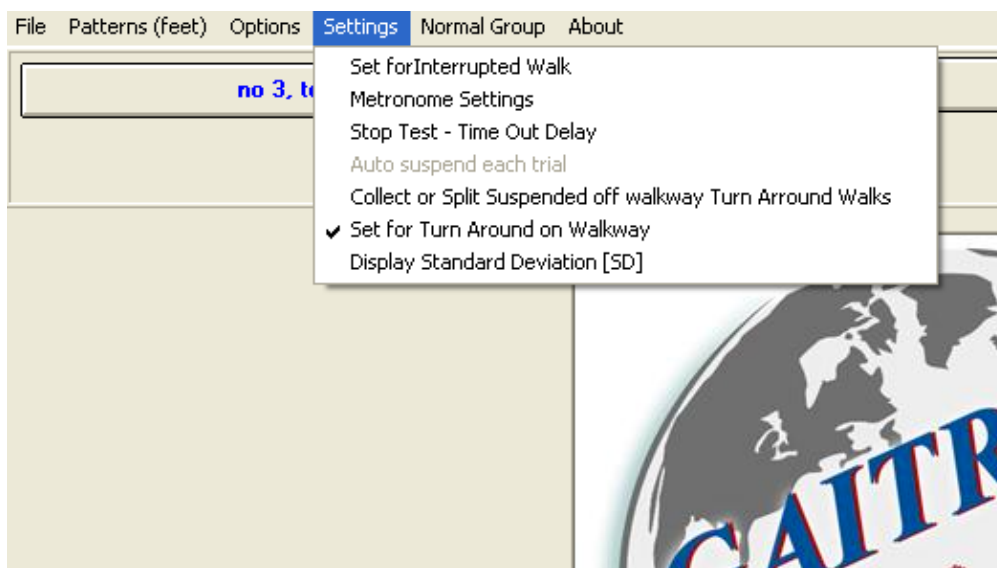 File Patterns (feet) Options Settings Normal Group About
no 3,
Set forInterrupted Walk
Metronome Settings
Stop Test - Time Out Delay
Auto suspend each trial
Collect or Split Suspended off walkway Turn Arround Walks
Set for Turn Around on Walkway
Display Standard Deviation [SD]
GAITR